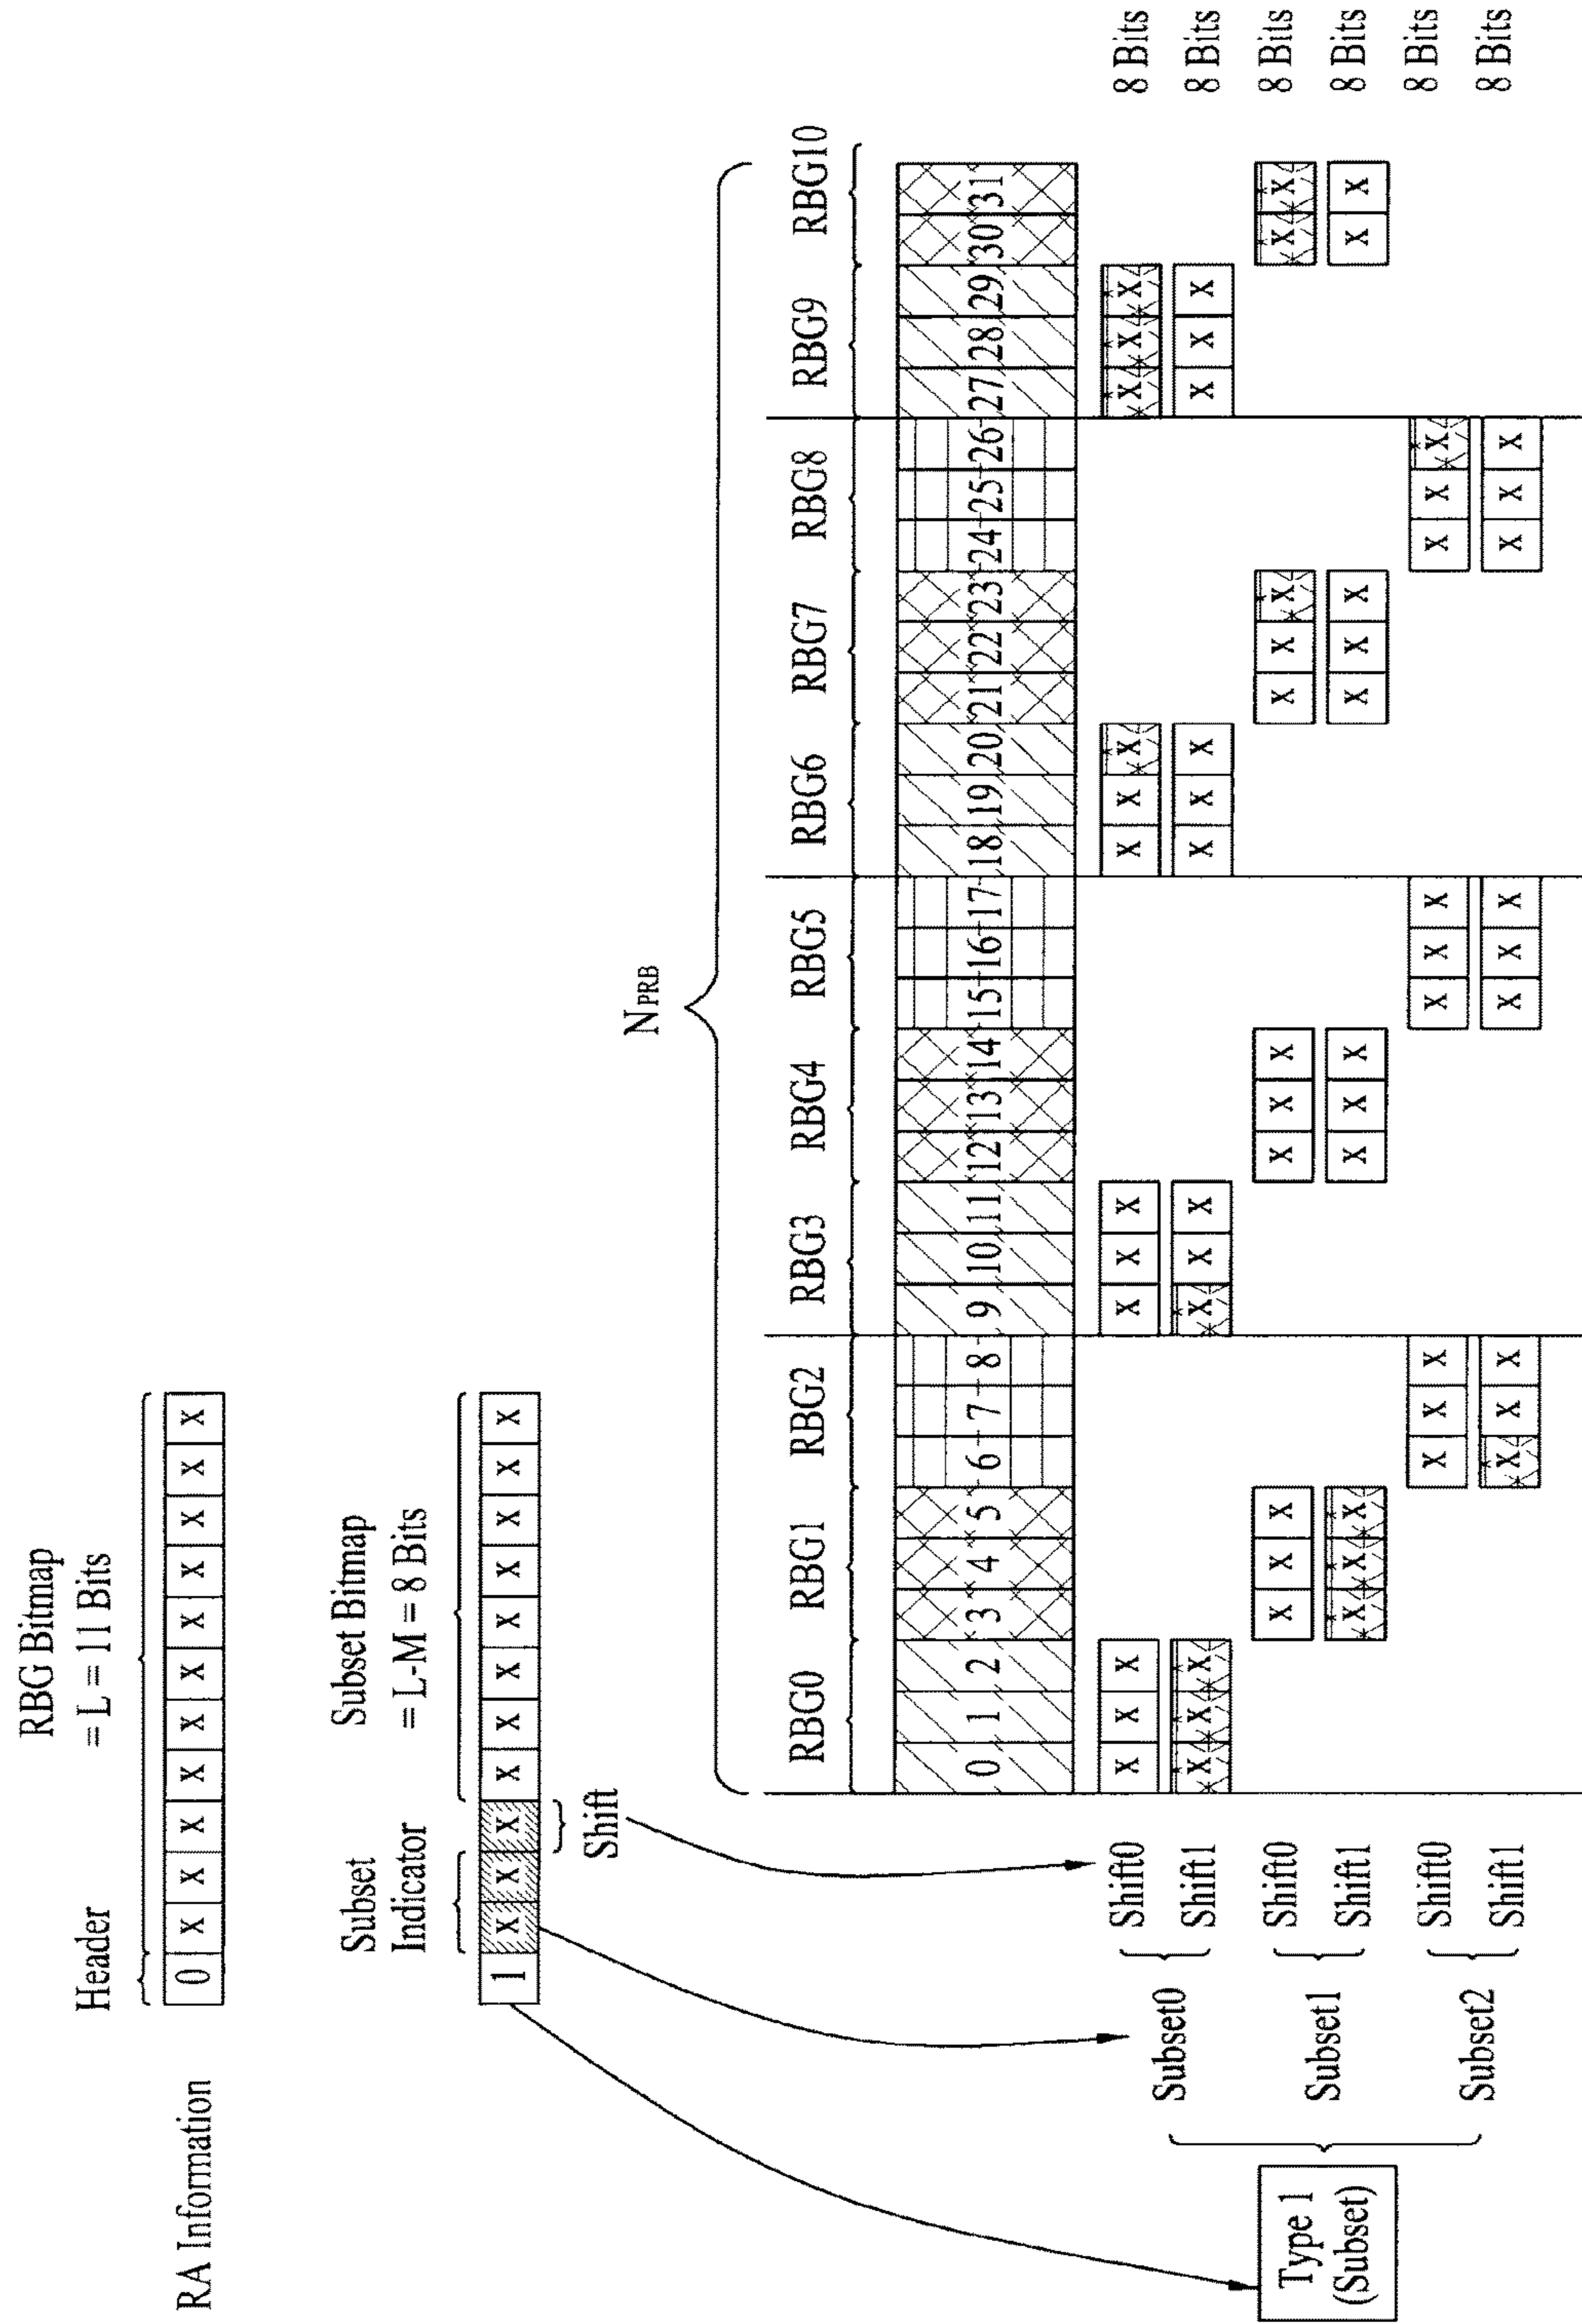 RBG Bitmap
= L = 11 Bits
Header
RA Information
0 X X X X X X X X X X X
Subset Bitmap
= L-M = 8 Bits
Subset
Indicator
1 X X X X X X X X X X X
Shift
NPRB
RBG0 RBG1 RBG2 RBG3 RBG4 RBG5 RBG6 RBG7 RBG8 RBG9 RBG10
0 1 2 3 4 5 6 7 8 9 10 11 12 13 14 15 16 17 18 19 20 21 22 23 24 25 26 27 28 29 30 31
Type 1
(Subset)
Subset0
Shift0 X X X X X X X X X X X X 8 Bits
Shift1 X X X X X X X X X X X X 8 Bits
Subset1
Shift0 X X X X X X X X X X X 8 Bits
Shift1 X X X X X X X X X X X 8 Bits
Subset2
Shift0 X X X X X X X X X 8 Bits
Shift1 X X X X X X X X X 8 Bits